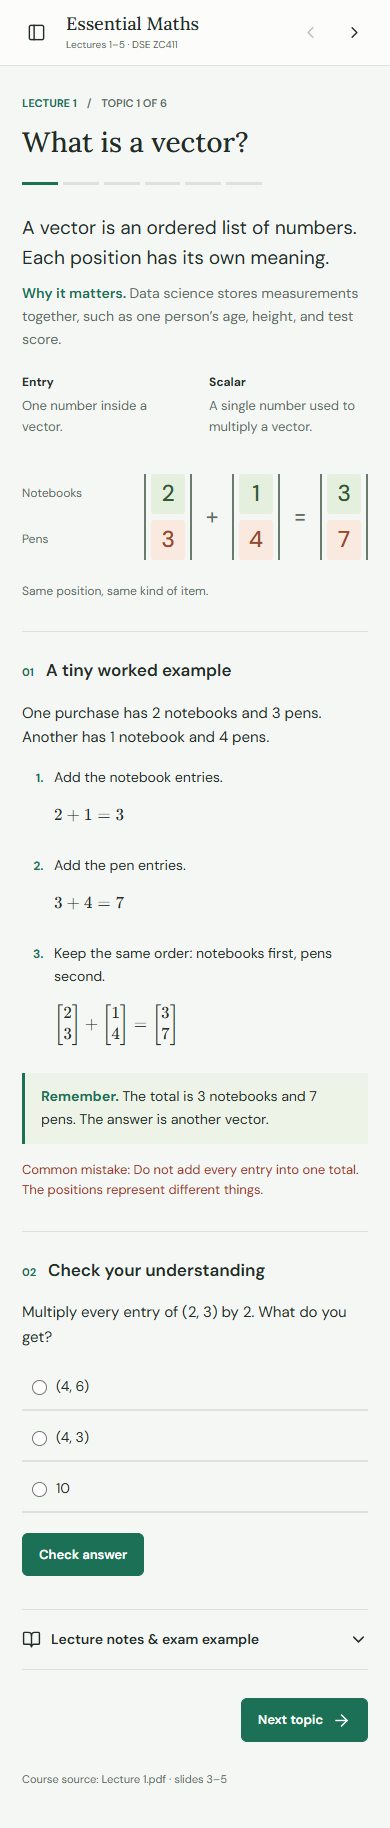 Essential Maths
Lectures 1–5 · DSE ZC411
LECTURE 1 / TOPIC 1 OF 6
What is a vector?
A vector is an ordered list of numbers.
Each position has its own meaning.
Why it matters. Data science stores measurements
together, such as one person’s age, height, and test
score.
Entry
One number inside a
vector.
Scalar
A single number used to
multiply a vector.
Notebooks 2 1 3
+ =
Pens 3 4 7
Same position, same kind of item.
01 A tiny worked example
One purchase has 2 notebooks and 3 pens.
Another has 1 notebook and 4 pens.
1. Add the notebook entries.
2 + 1 = 3
2. Add the pen entries.
3 + 4 = 7
3. Keep the same order: notebooks first, pens
second.
[2 3] + [1 4] = [3 7]
Remember. The total is 3 notebooks and 7
pens. The answer is another vector.
Common mistake: Do not add every entry into one total.
The positions represent different things.
02 Check your understanding
Multiply every entry of (2, 3) by 2. What do you
get?
(4, 6)
(4, 3)
10
Check answer
Lecture notes & exam example
Next topic →
Course source: Lecture 1.pdf · slides 3–5